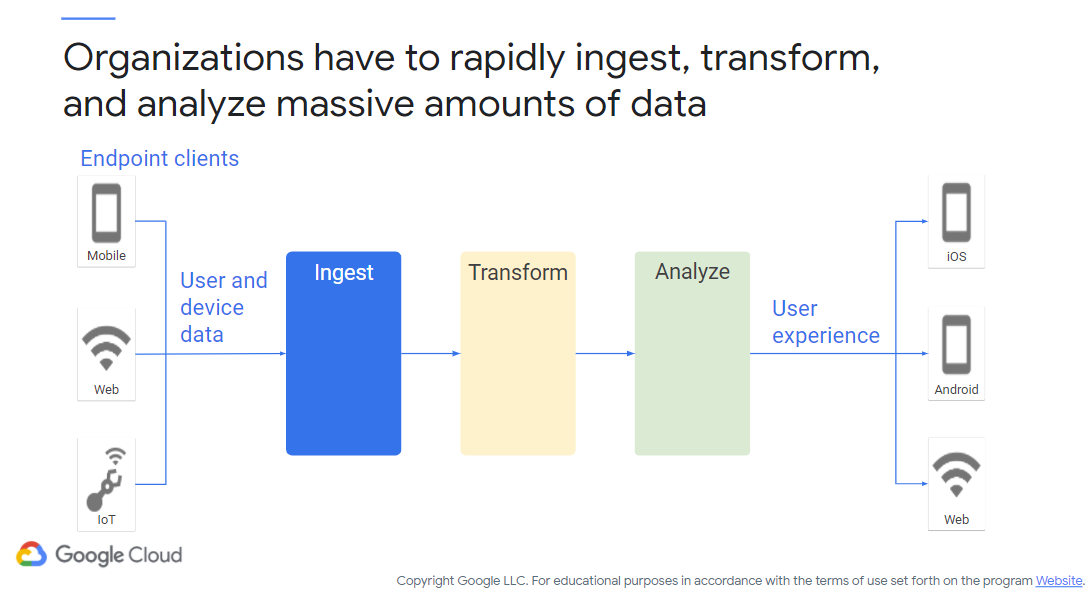 Organizations have to rapidly ingest, transform,
and analyze massive amounts of data
Endpoint clients
Mobile
Web
IoT
User and
device
data
Ingest
Transform
Analyze
User
experience
iOS
Android
Web
Google Cloud
Copyright Google LLC. For educational purposes in accordance with the terms of use set forth on the program Website.